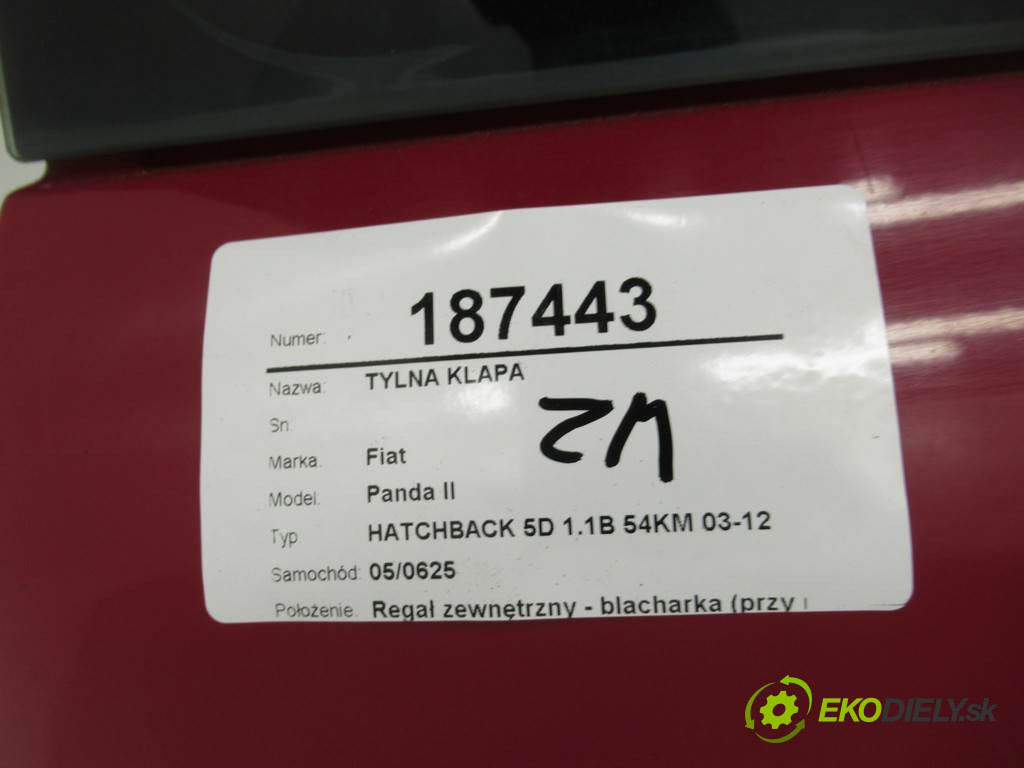 Numer: 187443
Nazwa: TYLNA KLAPA
Sn.
ZM
Marka. Fiat
Model. Panda II
Typ HATCHBACK 5D 1.1B 54KM 03-12
Samochód: 05/0625
Położenie. Regał zewnętrzny - blacharka (przy
EKODIELY.sk